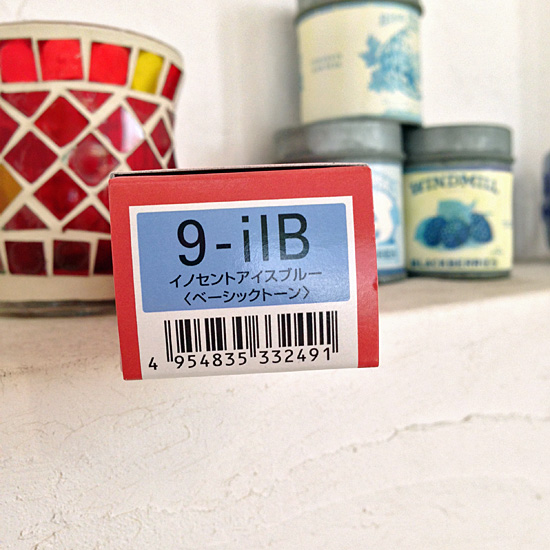 9-iIB
イノセントアイスブルー
〈ベーシックトーン〉
4 954835 332491
WINDMILL
BLACKBERRIES